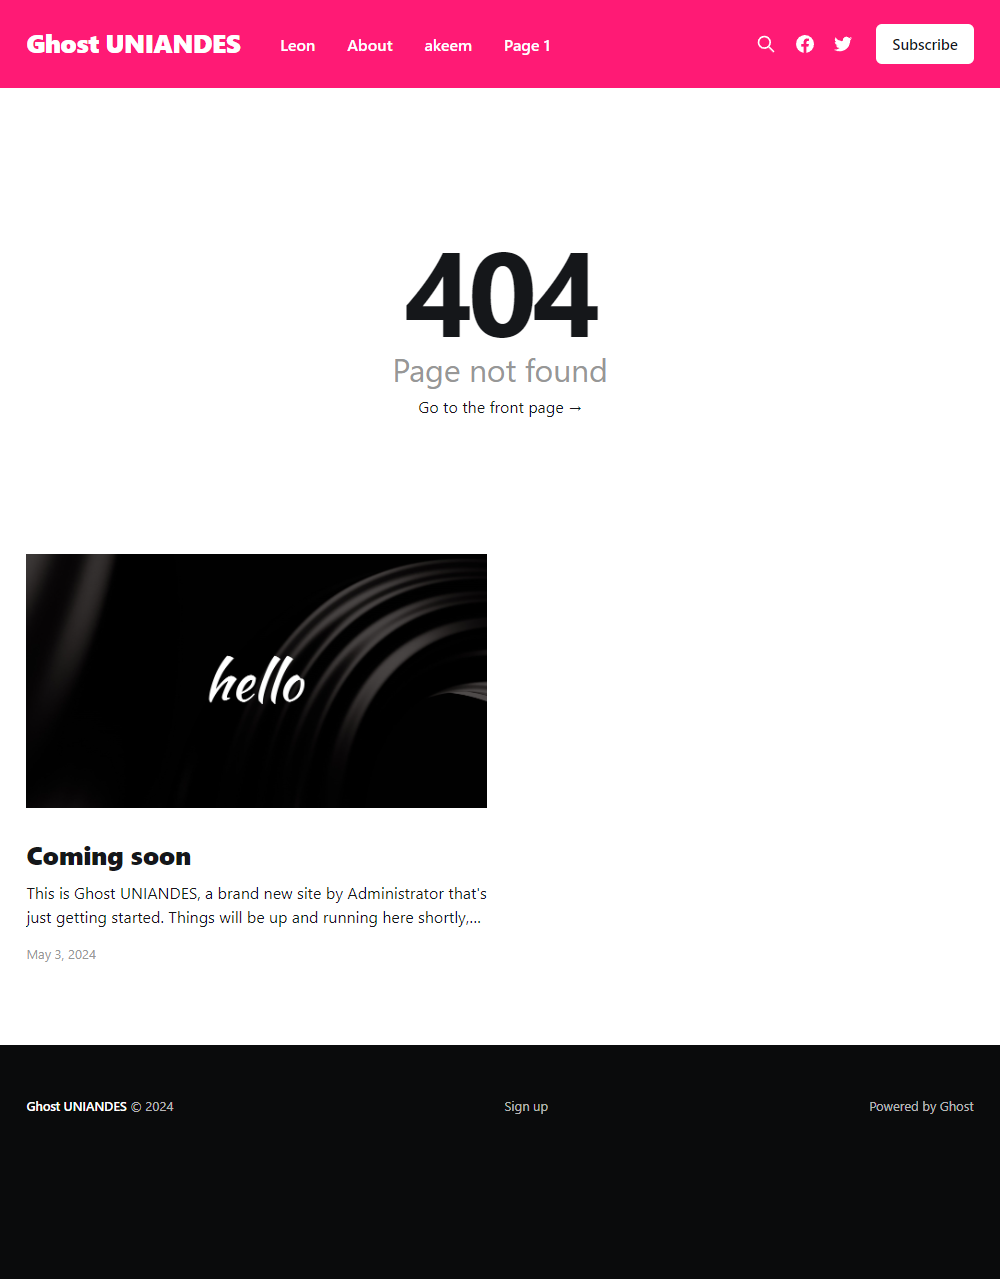 Ghost UNIANDES
Leon
About
akeem
Page 1
Subscribe
404
Page not found
Go to the front page →
hello
Coming soon
This is Ghost UNIANDES, a brand new site by Administrator that's
just getting started. Things will be up and running here shortly,…
May 3, 2024
Ghost UNIANDES © 2024
Sign up
Powered by Ghost